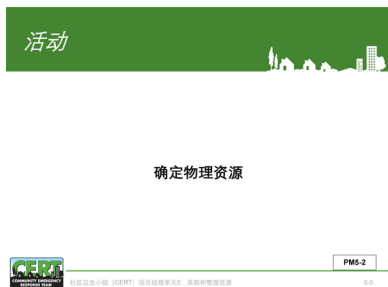 活动
确定物理资源
PM5-2
CERT
COMMUNITY EMERGENCY
RESPONSE TEAM
社区应急小组（CERT）项目经理单元5：采购和管理资源
5-5